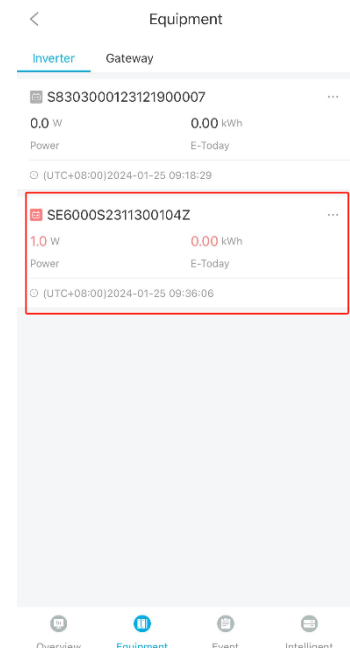 Equipment
Inverter Gateway
S8303000123121900007 ...
0.0 W 0.00 kWh
Power E-Today
(UTC+08:00)2024-01-25 09:18:29
SE6000S2311300104Z ...
1.0 W 0.00 kWh
Power E-Today
(UTC+08:00)2024-01-25 09:36:06
Overview Equipment Event Intelligent